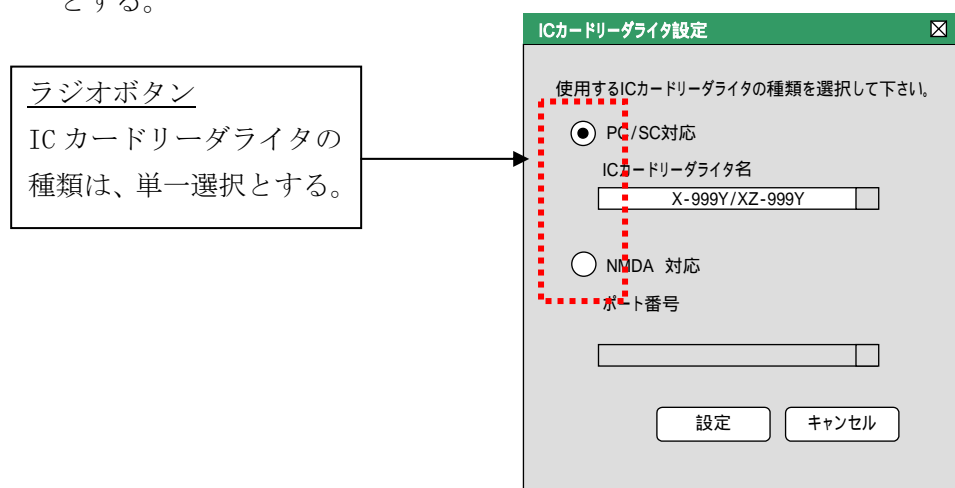 とする。
ラジオボタン
IC カードリーダライタの
種類は、単一選択とする。
ICカードリーダライタ設定
使用するICカードリーダライタの種類を選択して下さい。
PC/SC対応
ICカードリーダライタ名
X-999Y/XZ-999Y
NMDA 対応
ポート番号
設定
キャンセル